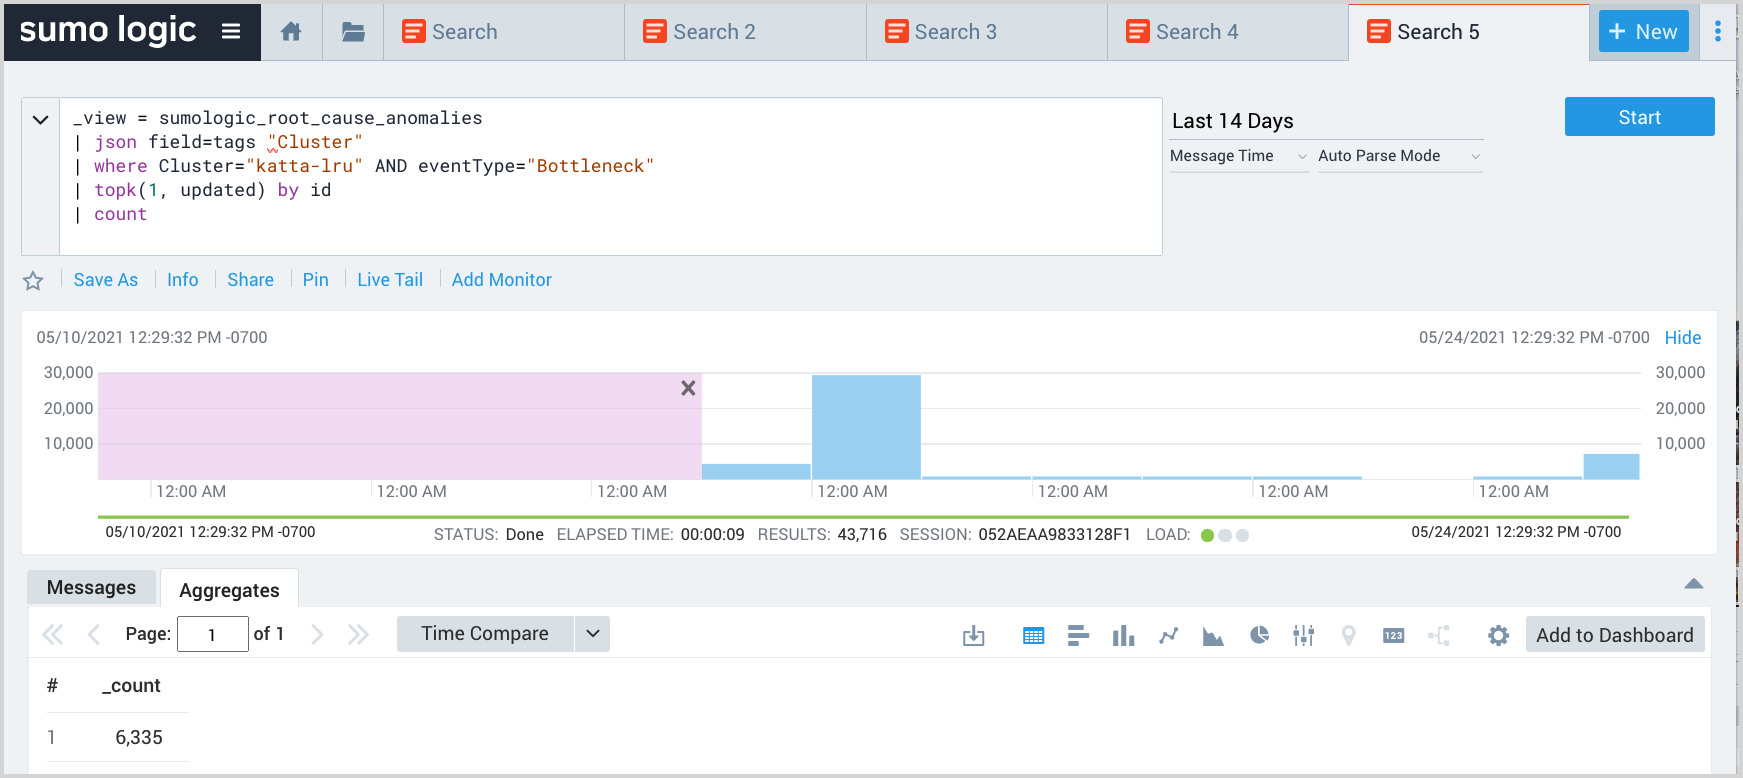 sumo logic
Search
Search 2
Search 3
Search 4
Search 5
+ New
_view = sumologic_root_cause_anomalies
| json field=tags "Cluster"
| where Cluster="katta-lru" AND eventType="Bottleneck"
| topk(1, updated) by id
| count
Last 14 Days
Message Time
Auto Parse Mode
Start
Save As
Info
Share
Pin
Live Tail
Add Monitor
05/10/2021 12:29:32 PM -0700
05/24/2021 12:29:32 PM -0700
Hide
30,000
20,000
10,000
30,000
20,000
10,000
12:00 AM
12:00 AM
12:00 AM
12:00 AM
12:00 AM
12:00 AM
12:00 AM
05/10/2021 12:29:32 PM -0700
STATUS: Done ELAPSED TIME: 00:00:09 RESULTS: 43,716 SESSION: 052AEAA9833128F1 LOAD:
05/24/2021 12:29:32 PM -0700
Messages
Aggregates
Page: 1 of 1
Time Compare
123
Add to Dashboard
# _count
1 6,335